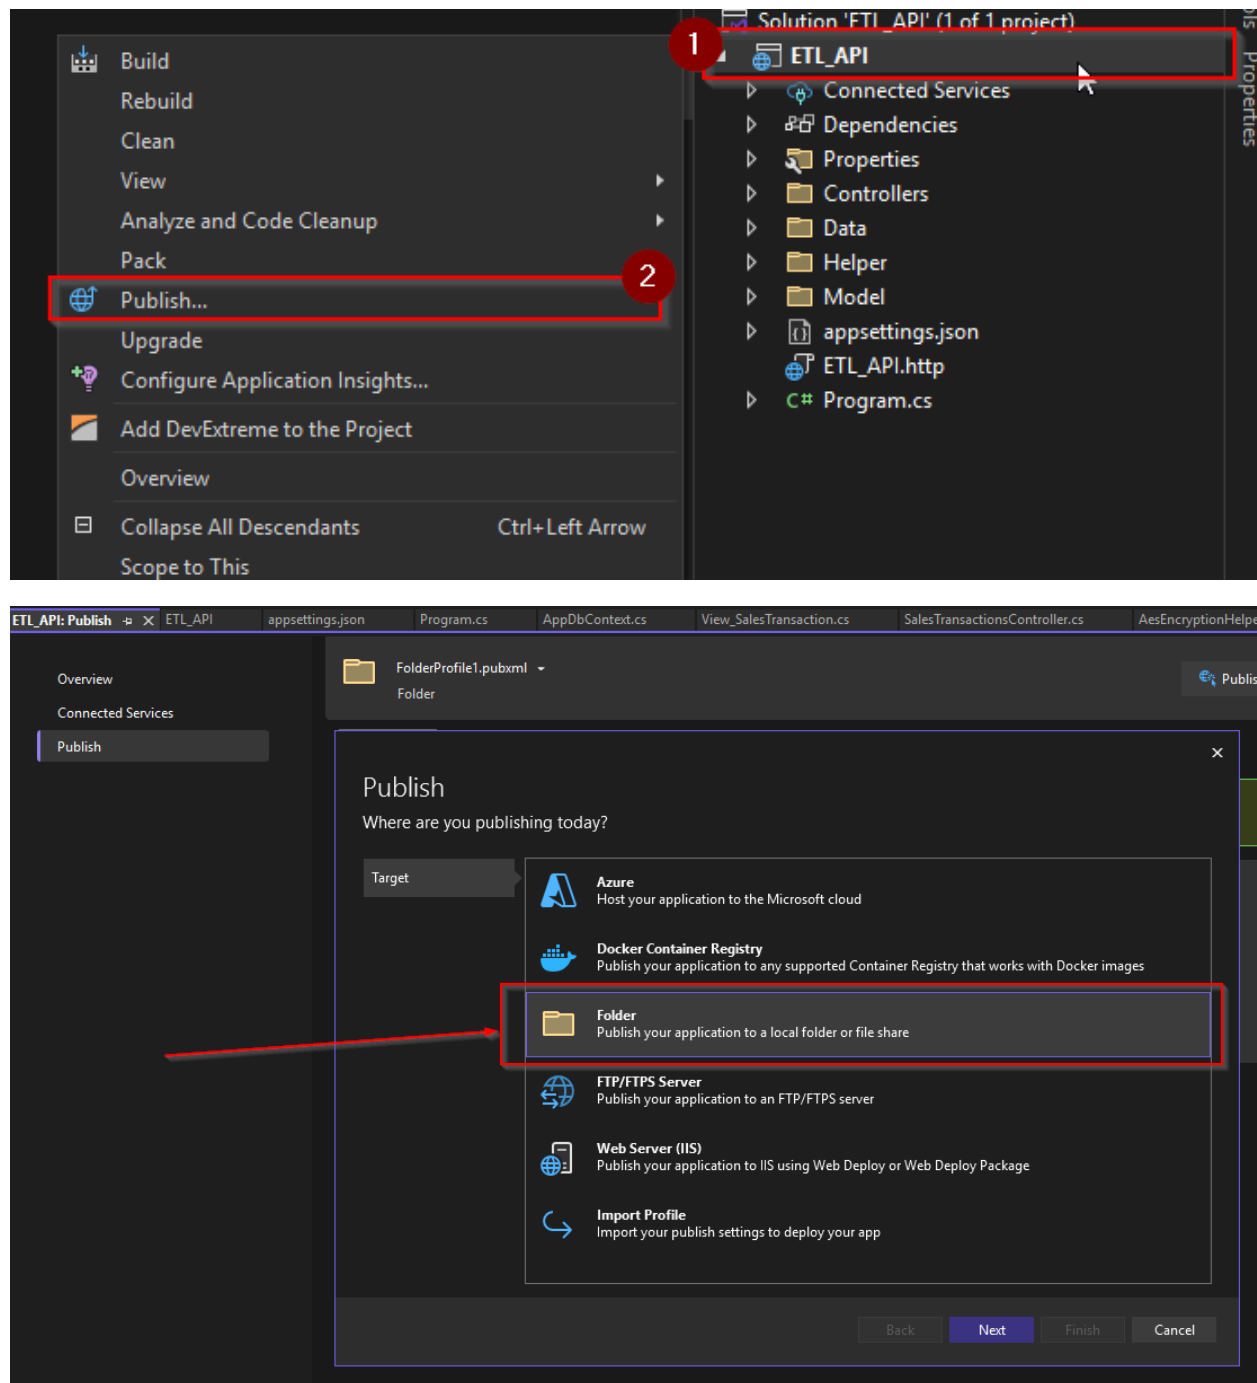 Solution 'ETL_API' (1 of 1 project)
1
ETL_API
Connected Services
Dependencies
Properties
Controllers
Data
Helper
Model
appsettings.json
ETL_API.http
C# Program.cs
Properties
Build
Rebuild
Clean
View
Analyze and Code Cleanup
Pack
2
Publish...
Upgrade
Configure Application Insights...
Add DevExtreme to the Project
Overview
Collapse All Descendants Ctrl+Left Arrow
Scope to This
ETL_API: Publish ETL_API appsettings.json Program.cs AppDbContext.cs View_SalesTransaction.cs SalesTransactionsController.cs AesEncryptionHelpe
Overview
Connected Services
Publish
FolderProfile1.pubxml
Folder
Publis
Publish
Where are you publishing today?
Target
Azure
Host your application to the Microsoft cloud
Docker Container Registry
Publish your application to any supported Container Registry that works with Docker images
Folder
Publish your application to a local folder or file share
FTP/FTPS Server
Publish your application to an FTP/FTPS server
Web Server (IIS)
Publish your application to IIS using Web Deploy or Web Deploy Package
Import Profile
Import your publish settings to deploy your app
Back Next Finish Cancel